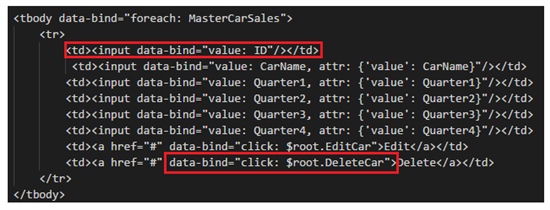 <tbody data-bind="foreach: MasterCarSales">
<tr>
<td><input data-bind="value: ID"/></td>
<td><input data-bind="value: CarName, attr: {'value': CarName}"/></td>
<td><input data-bind="value: Quarter1, attr: {'value': Quarter1}"/></td>
<td><input data-bind="value: Quarter2, attr: {'value': Quarter2}"/></td>
<td><input data-bind="value: Quarter3, attr: {'value': Quarter3}"/></td>
<td><input data-bind="value: Quarter4, attr: {'value': Quarter4}"/></td>
<td><a href="#" data-bind="click: $root.EditCar">Edit</a></td>
<td><a href="#" data-bind="click: $root.DeleteCar">Delete</a></td>
</tr>
</tbody>